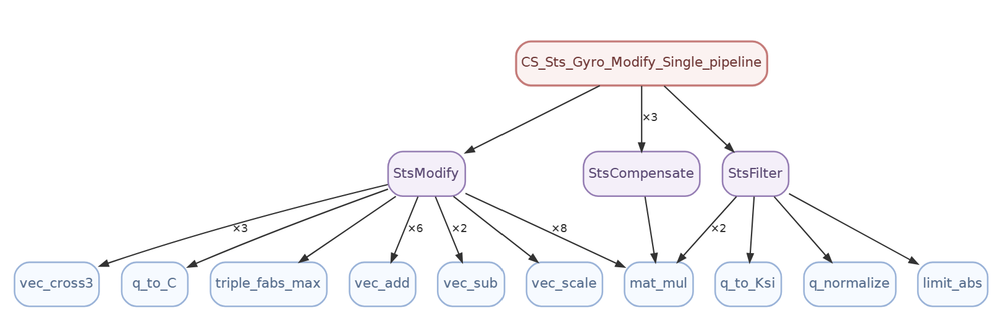 CS_Sts_Gyro_Modify_Single_pipeline
×3
StsModify
StsCompensate
StsFilter
×3
×6
×2
×8
×2
vec_cross3
q_to_C
triple_fabs_max
vec_add
vec_sub
vec_scale
mat_mul
q_to_Ksi
q_normalize
limit_abs